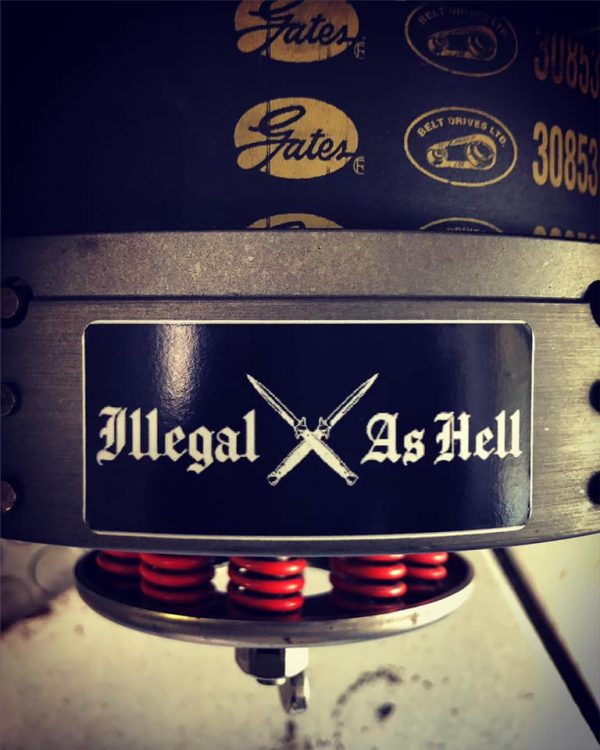 Gates
BELT DRIVES LTD.
30853
Gates®
BELT DRIVES LTD.
30853
Illegal As Hell